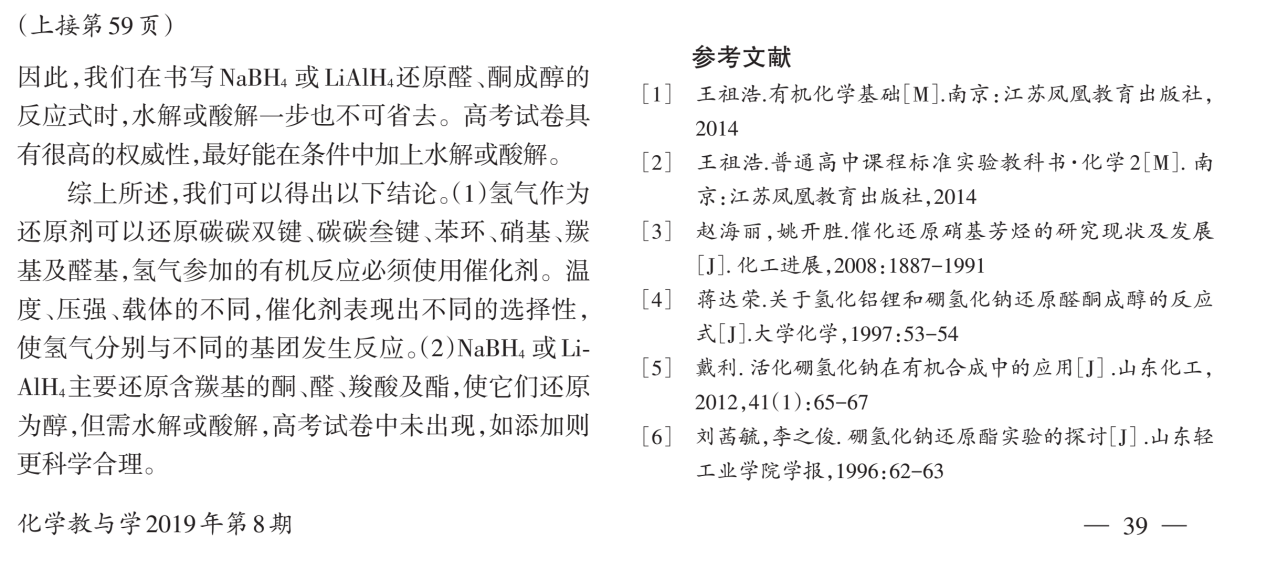 (上接第59页)
因此,我们在书写NaBH₄ 或LiAlH₄还原醛、酮成醇的
反应式时,水解或酸解一步也不可省去。高考试卷具
有很高的权威性,最好能在条件中加上水解或酸解。
综上所述,我们可以得出以下结论。(1)氢气作为
还原剂可以还原碳碳双键、碳碳叁键、苯环、硝基、羰
基及醛基,氢气参加的有机反应必须使用催化剂。温
度、压强、载体的不同,催化剂表现出不同的选择性,
使氢气分别与不同的基团发生反应。(2)NaBH₄ 或Li-
AlH₄主要还原含羰基的酮、醛、羧酸及酯,使它们还原
为醇,但需水解或酸解,高考试卷中未出现,如添加则
更科学合理。
参考文献
[1] 王祖浩.有机化学基础[M].南京:江苏凤凰教育出版社,
2014
[2] 王祖浩.普通高中课程标准实验教科书·化学2[M]. 南
京:江苏凤凰教育出版社,2014
[3] 赵海丽,姚开胜.催化还原硝基芳烃的研究现状及发展
[J]. 化工进展,2008:1887-1991
[4] 蒋达荣.关于氢化铝锂和硼氢化钠还原醛酮成醇的反应
式[J].大学化学,1997:53-54
[5] 戴利. 活化硼氢化钠在有机合成中的应用[J] .山东化工,
2012,41(1):65-67
[6] 刘茜毓,李之俊. 硼氢化钠还原酯实验的探讨[J] .山东轻
工业学院学报,1996:62-63
化学教与学2019年第8期
— 39 —